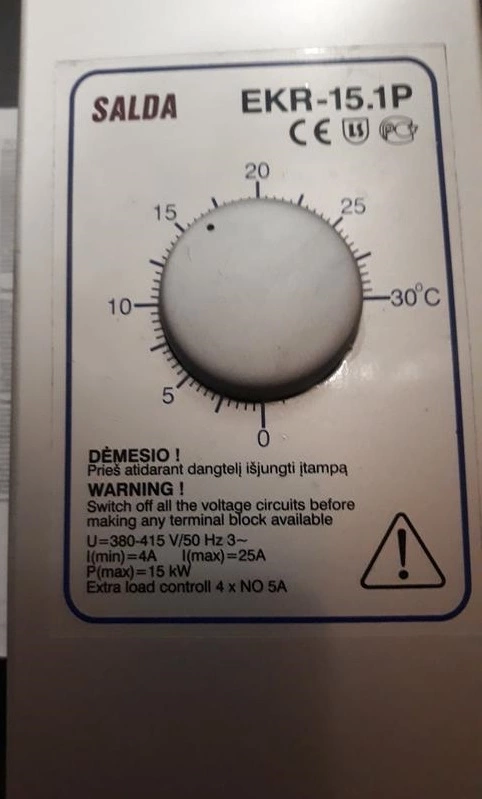 SALDA
EKR-15.1P
CE LS PCT
20
15
25
10
30°C
5
0
DĖMESIO !
Prieš atidarant dangtelį išjungti įtampą
WARNING !
Switch off all the voltage circuits before
making any terminal block available
U=380-415 V/50 Hz 3~
I(min)=4A I(max)=25A
P(max)=15 kW
Extra load controll 4 x NO 5A
!